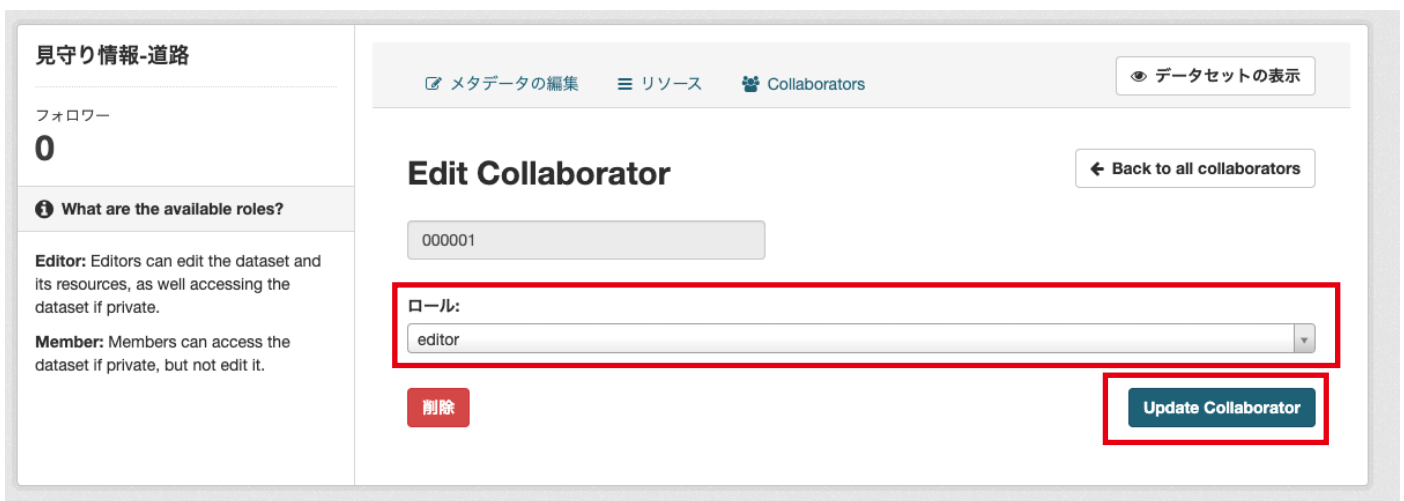 見守り情報-道路
フォロワー
0
What are the available roles?
Editor: Editors can edit the dataset and
its resources, as well accessing the
dataset if private.
Member: Members can access the
dataset if private, but not edit it.
メタデータの編集
リソース
Collaborators
データセットの表示
Edit Collaborator
Back to all collaborators
000001
ロール:
editor
削除
Update Collaborator